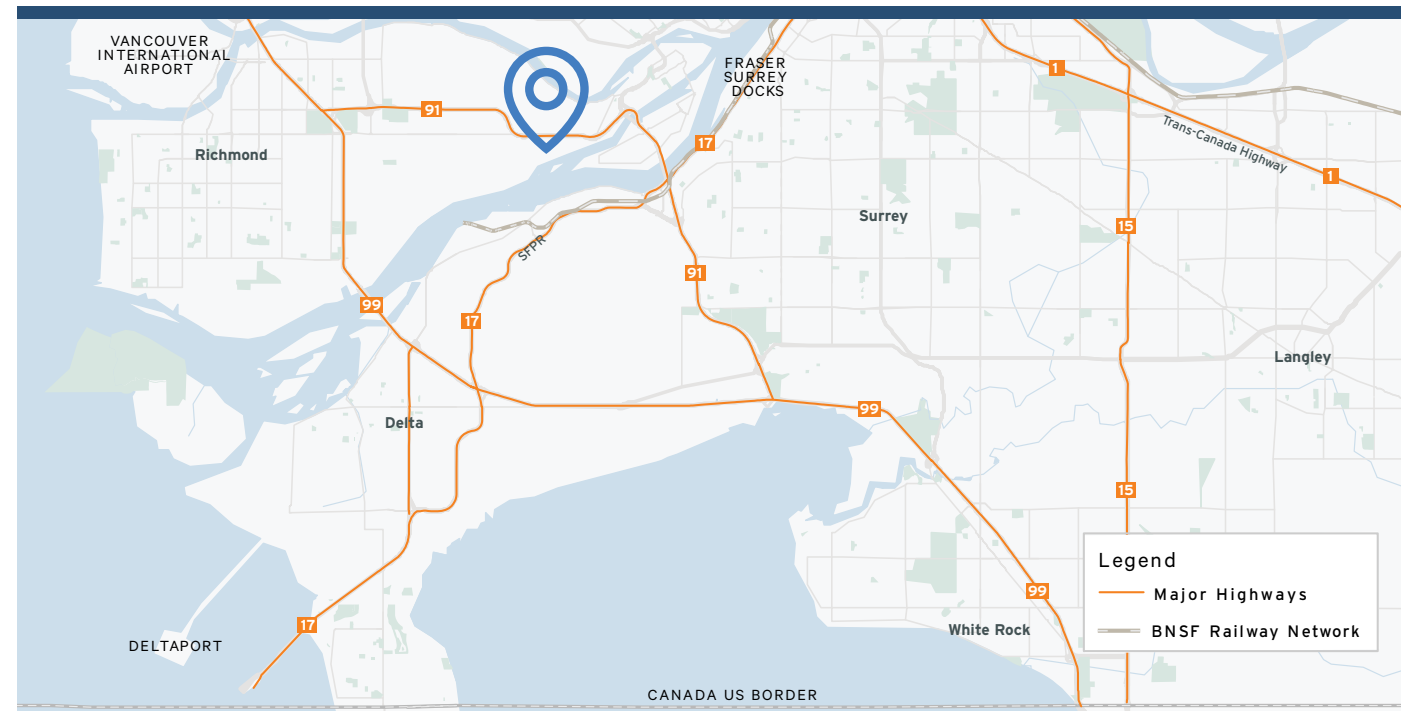 VANCOUVER
INTERNATIONAL
AIRPORT
FRASER
SURREY
DOCKS
1
91
17
Trans-Canada Highway
Richmond
1
Surrey
15
SFPR
91
99
17
Langley
99
Delta
15
Legend
Major Highways
BNSF Railway Network
99
17
White Rock
DELTAPORT
CANADA US BORDER